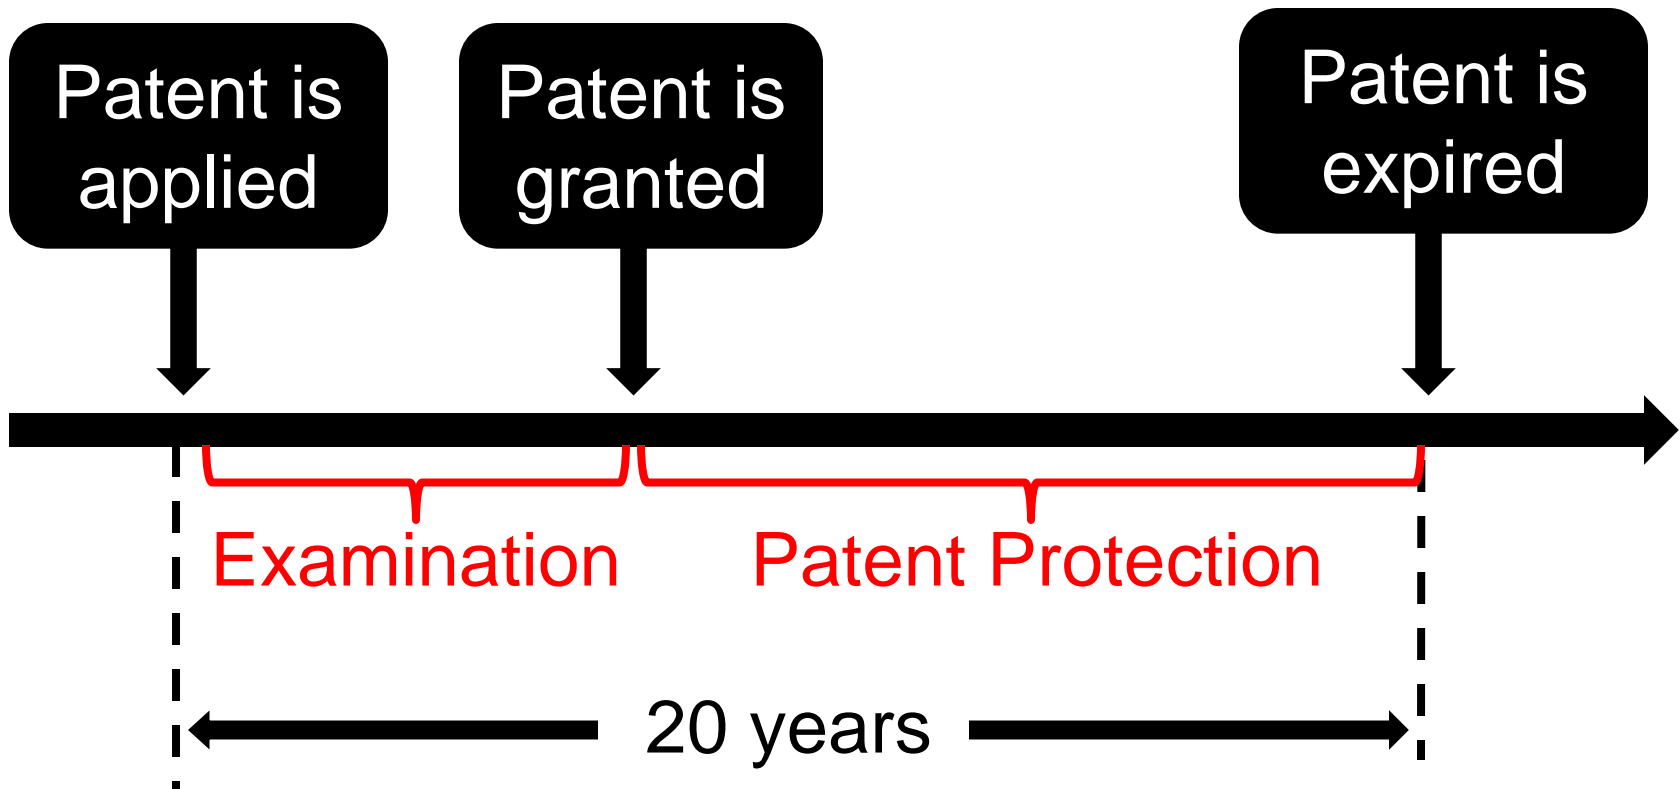 Patent is
applied
Patent is
granted
Patent is
expired
Examination
Patent Protection
20 years